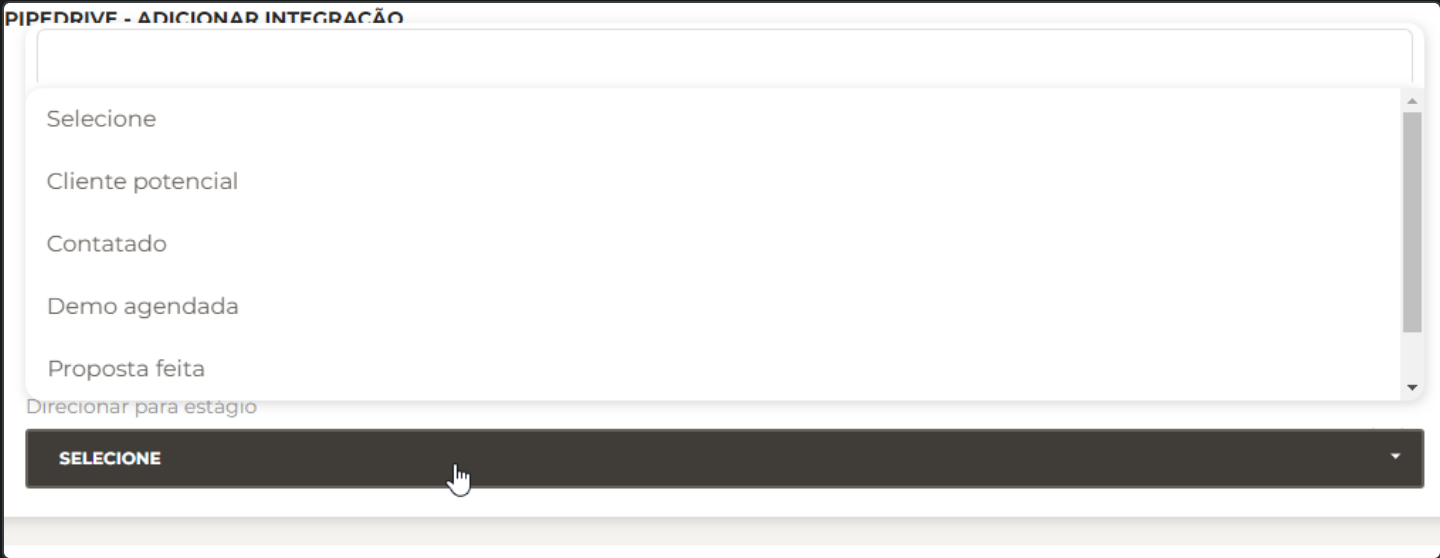 PIPEDRIVE - ADICIONAR INTEGRAÇÃO
Selecione
Cliente potencial
Contatado
Demo agendada
Proposta feita
Direcionar para estágio
SELECIONE